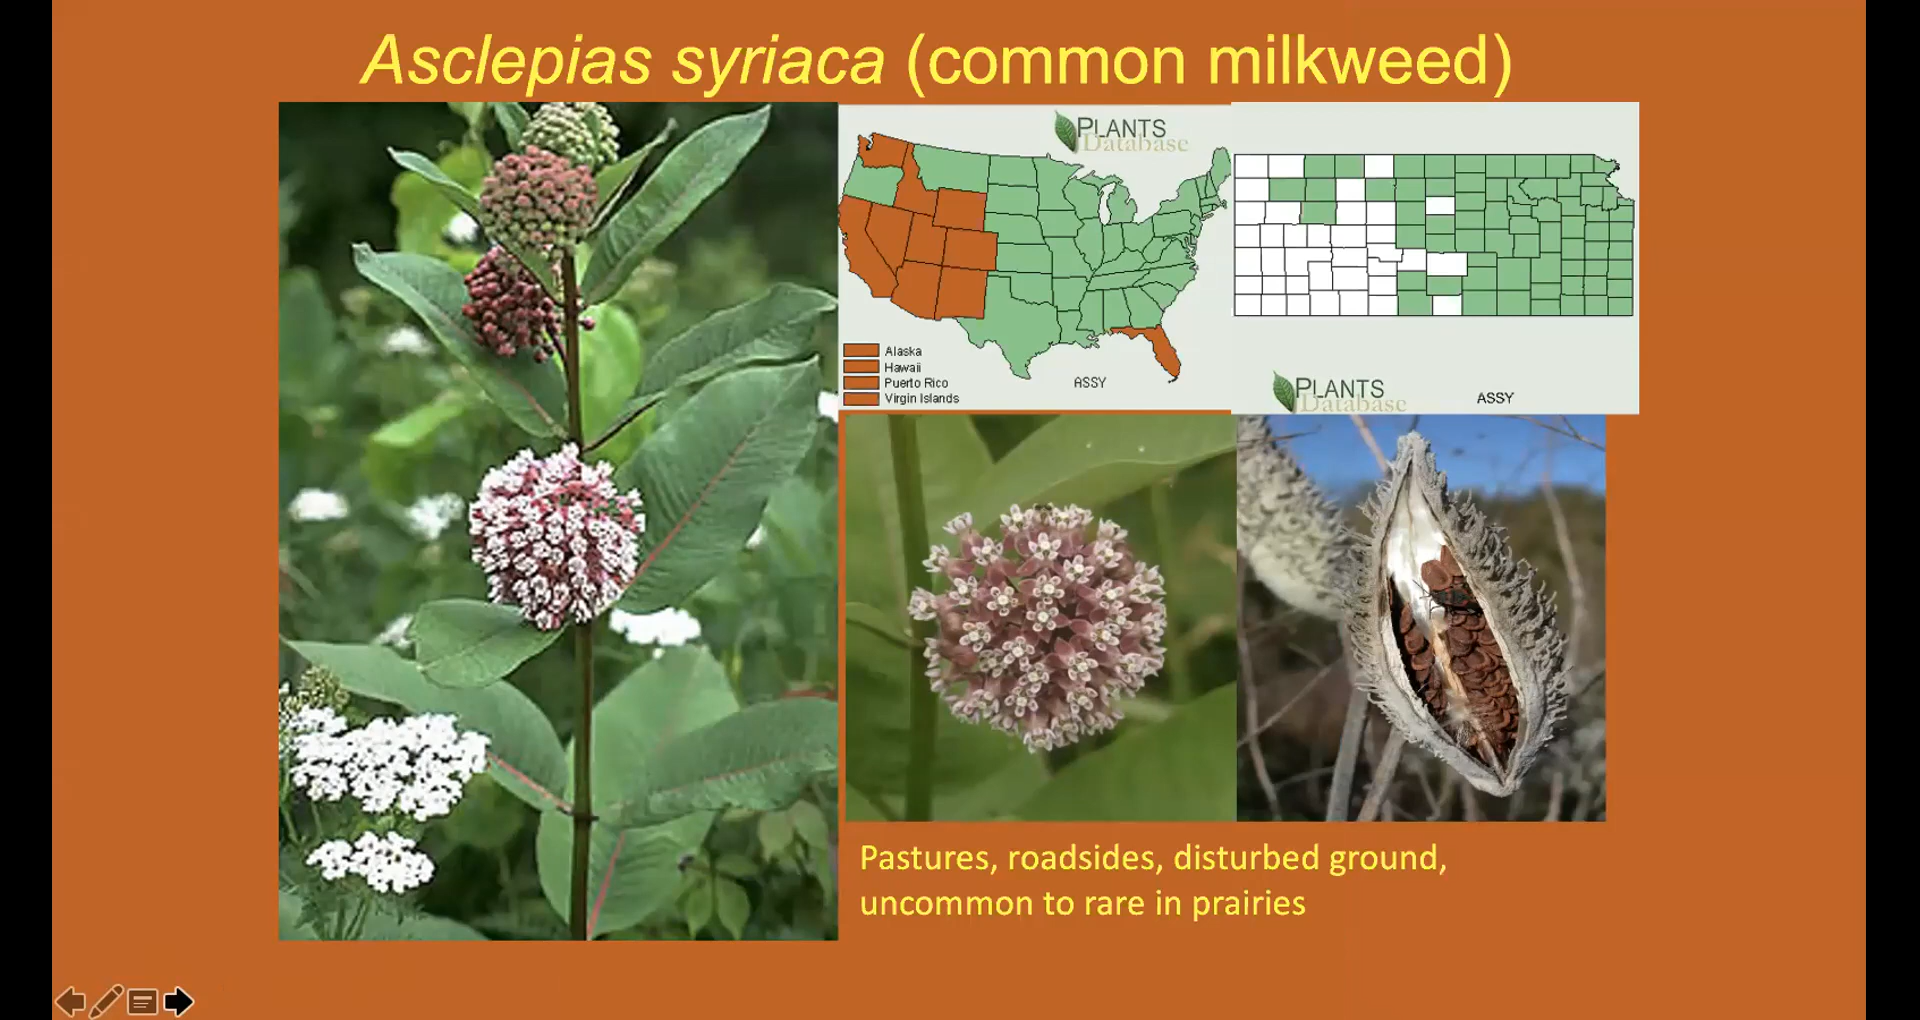 Asclepias syriaca (common milkweed)
PLANTS
Database
Alaska
Hawaii
Puerto Rico
Virgin Islands
ASSY
PLANTS
Database
ASSY
Pastures, roadsides, disturbed ground,
uncommon to rare in prairies